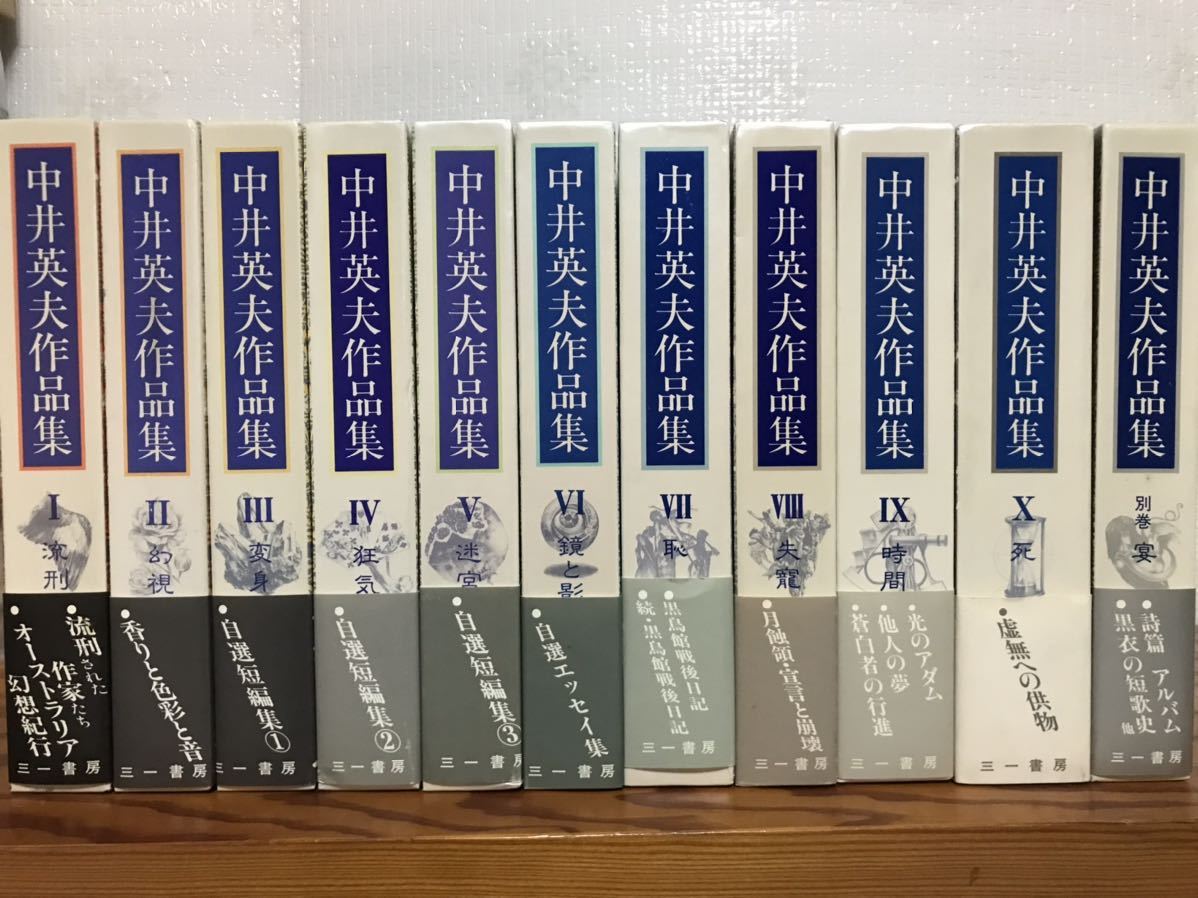 中井英夫作品集
I
流刑
・流刑された作家たち
・オーストラリア幻想紀行
三一書房
中井英夫作品集
II
幻視
・香りと色彩と音
三一書房
中井英夫作品集
III
変身
・自選短編集①
三一書房
中井英夫作品集
IV
狂気
・自選短編集②
三一書房
中井英夫作品集
V
迷宮
・自選短編集③
三一書房
中井英夫作品集
VI
鏡と影
・自選エッセイ集
三一書房
中井英夫作品集
VII
恥
・黒鳥館戦後日記
続・黒鳥館戦後日記
三一書房
中井英夫作品集
VIII
失寵
・月蝕領・宣言と崩壊
三一書房
中井英夫作品集
IX
時間
・光のアダム
・他人の夢
・蒼白者の行進
三一書房
中井英夫作品集
X
死
・虚無への供物
三一書房
中井英夫作品集
別巻
宴
・詩篇 アルバム
・黒衣の短歌史 他
三一書房